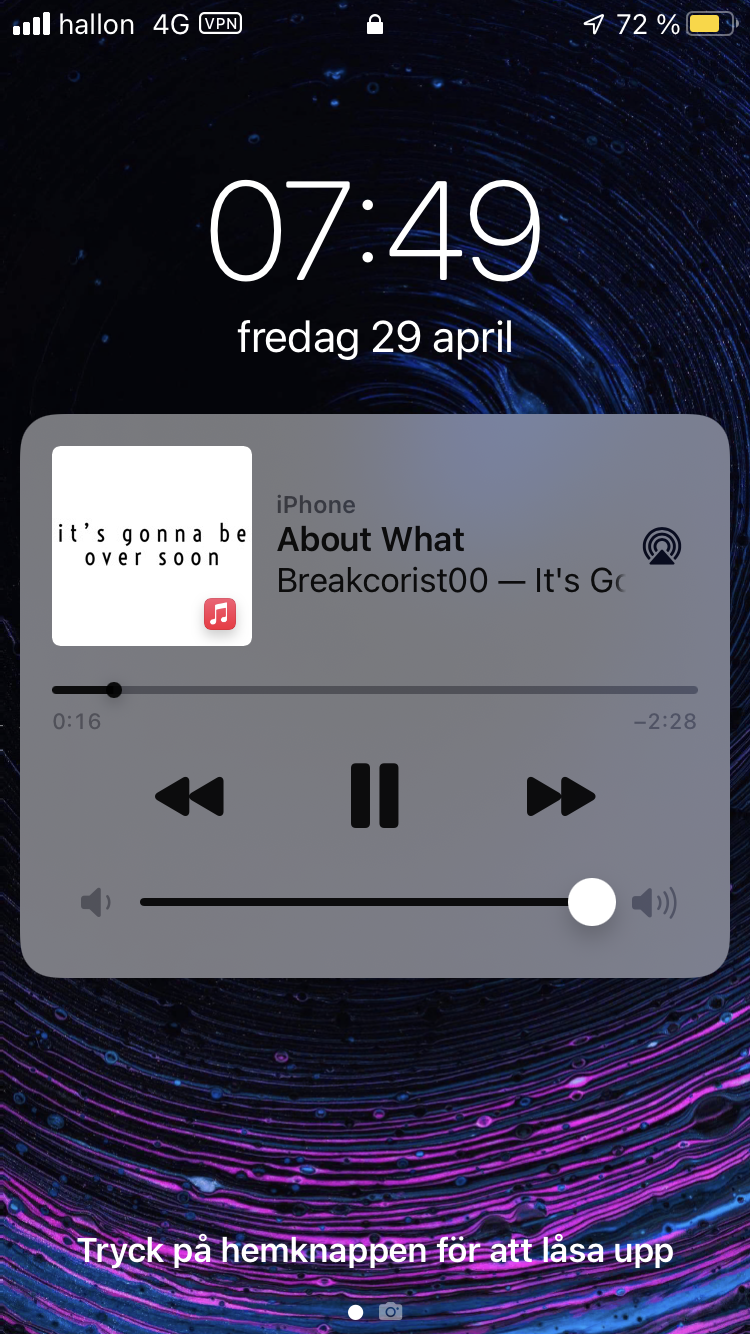 hallon 4G VPN 72 %
07:49
fredag 29 april
it's gonna be
over soon
iPhone
About What
Breakcorist00 — It's
0:16 −2:28
Tryck på hemknappen för att låsa upp